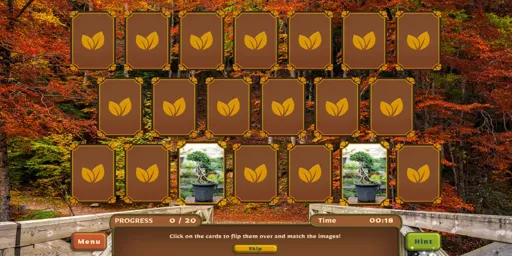 PROGRESS 0 / 20 Time 00:18
Menu Click on the cards to flip them over and match the images! Hint
Skip